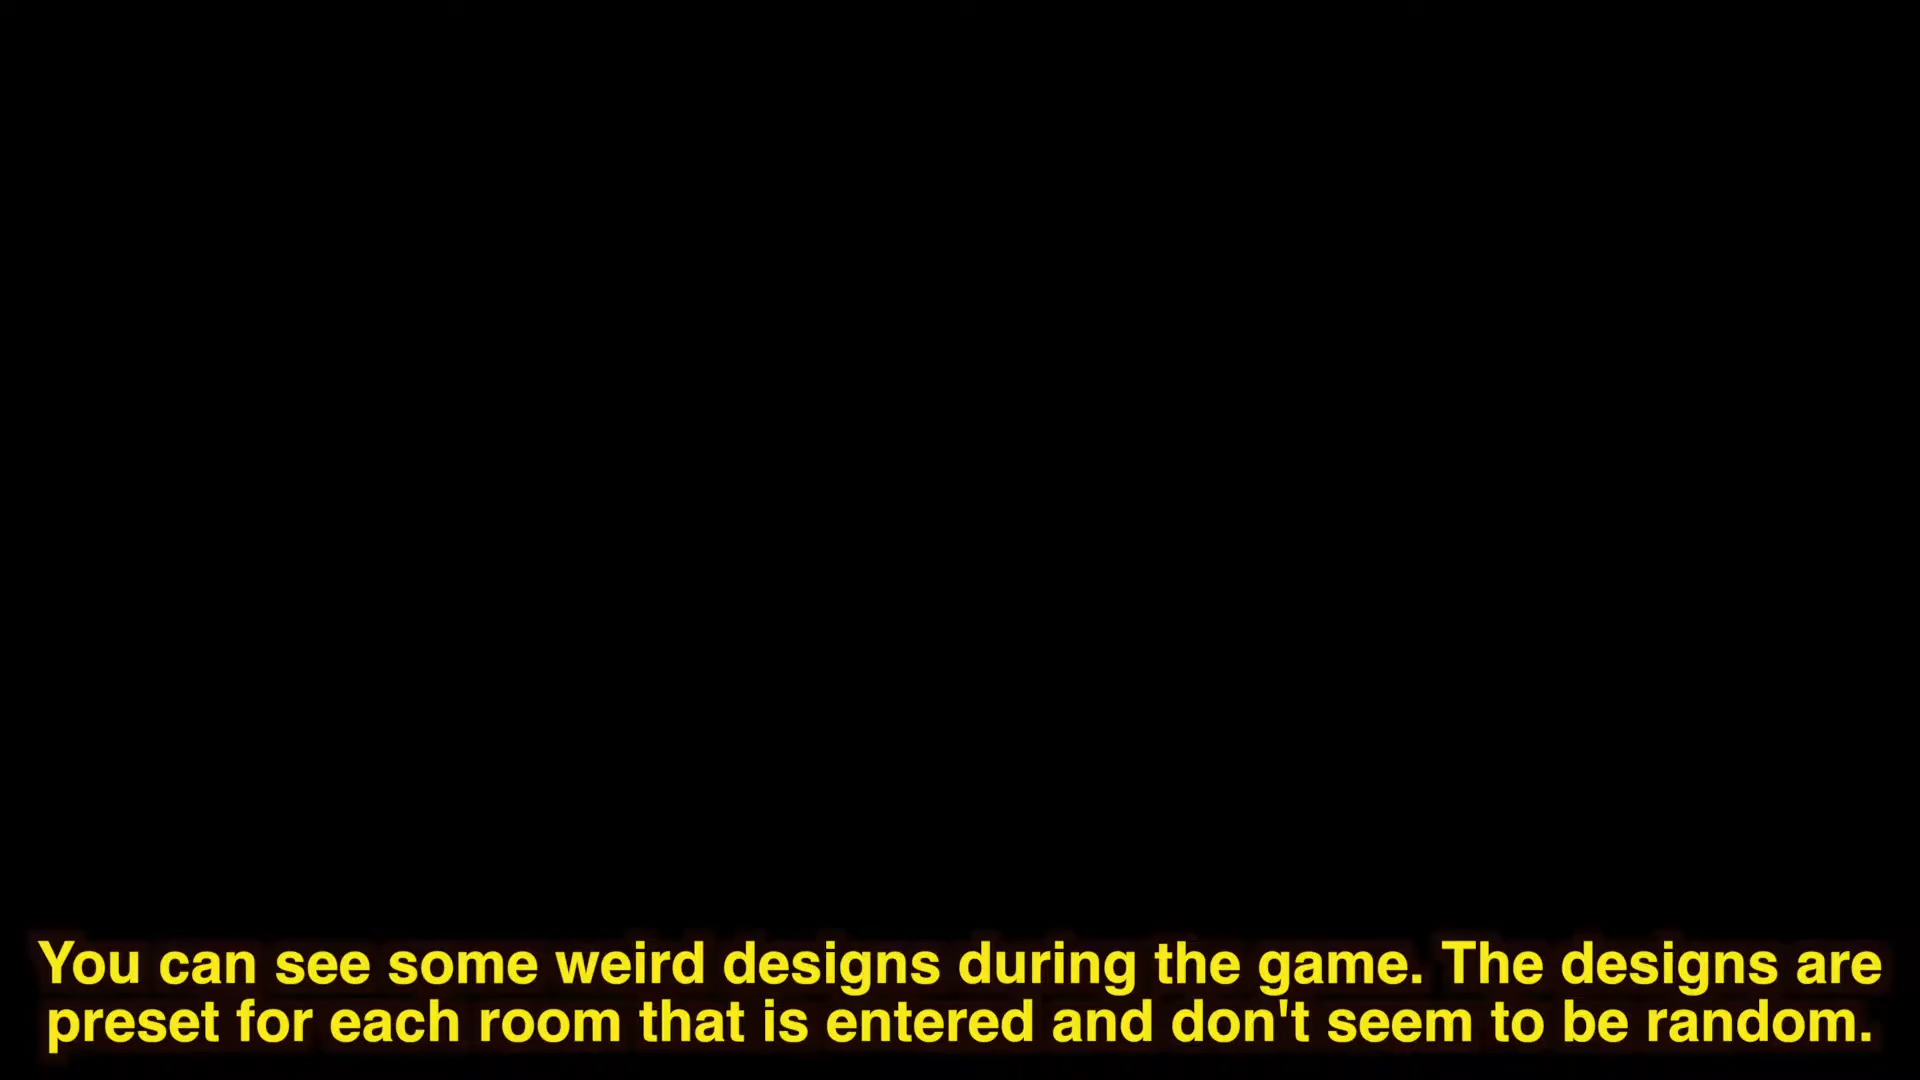 You can see some weird designs during the game. The designs are
preset for each room that is entered and don't seem to be random.